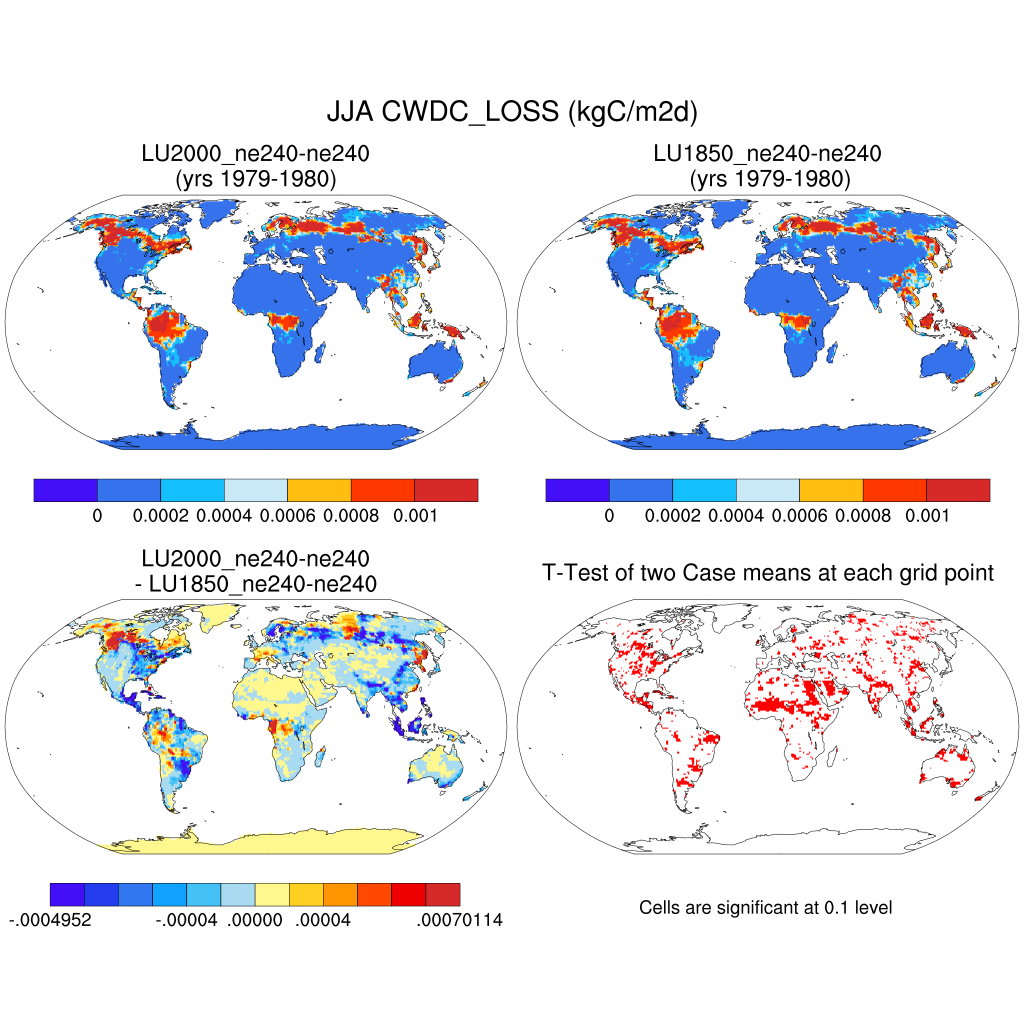 JJA CWDC_LOSS (kgC/m2d)
LU2000_ne240-ne240
(yrs 1979-1980)
LU1850_ne240-ne240
(yrs 1979-1980)
0 0.0002 0.0004 0.0006 0.0008 0.001
0 0.0002 0.0004 0.0006 0.0008 0.001
LU2000_ne240-ne240
- LU1850_ne240-ne240
T-Test of two Case means at each grid point
-.0004952 -.00004 .00000 .00004 .00070114
Cells are significant at 0.1 level